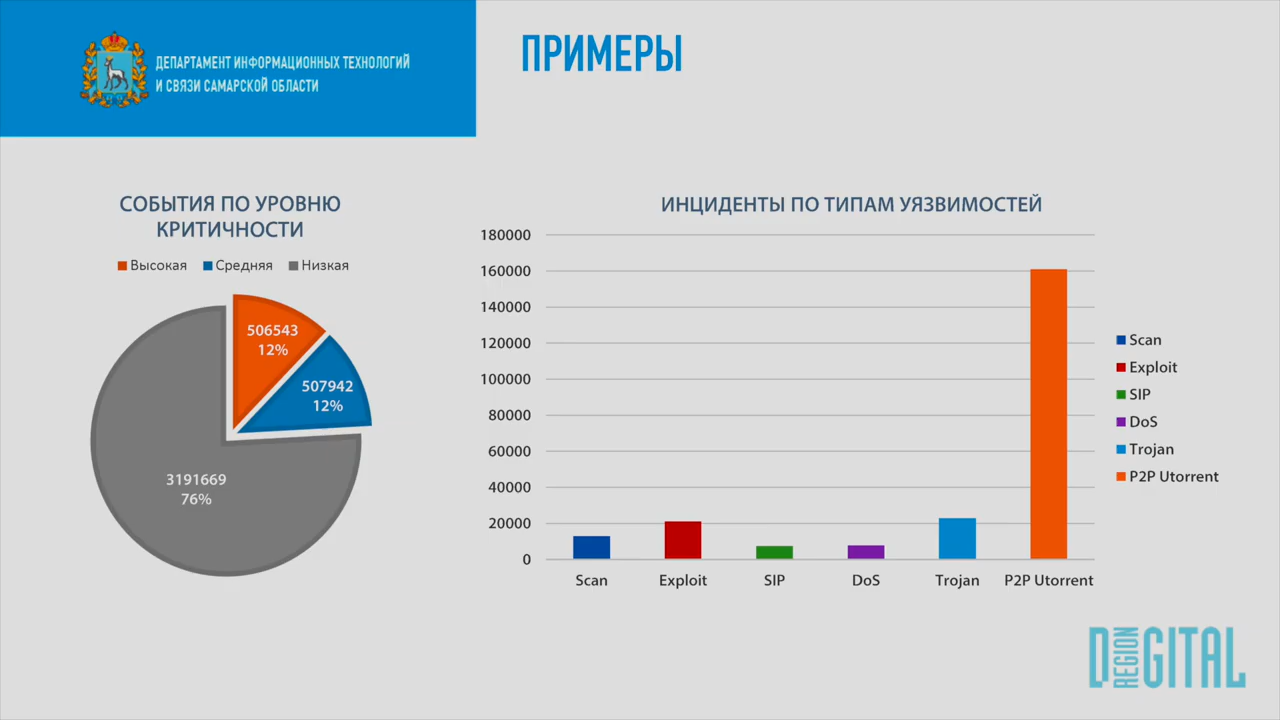 ДЕПАРТАМЕНТ ИНФОРМАЦИОННЫХ ТЕХНОЛОГИЙ
И СВЯЗИ САМАРСКОЙ ОБЛАСТИ
ПРИМЕРЫ
СОБЫТИЯ ПО УРОВНЮ
КРИТИЧНОСТИ
Высокая Средняя Низкая
506543
12%
507942
12%
3191669
76%
ИНЦИДЕНТЫ ПО ТИПАМ УЯЗВИМОСТЕЙ
180000
160000
140000
120000
100000
80000
60000
40000
20000
0
Scan Exploit SIP DoS Trojan P2P Utorrent
Scan
Exploit
SIP
DoS
Trojan
P2P Utorrent
DIGITAL
REGION